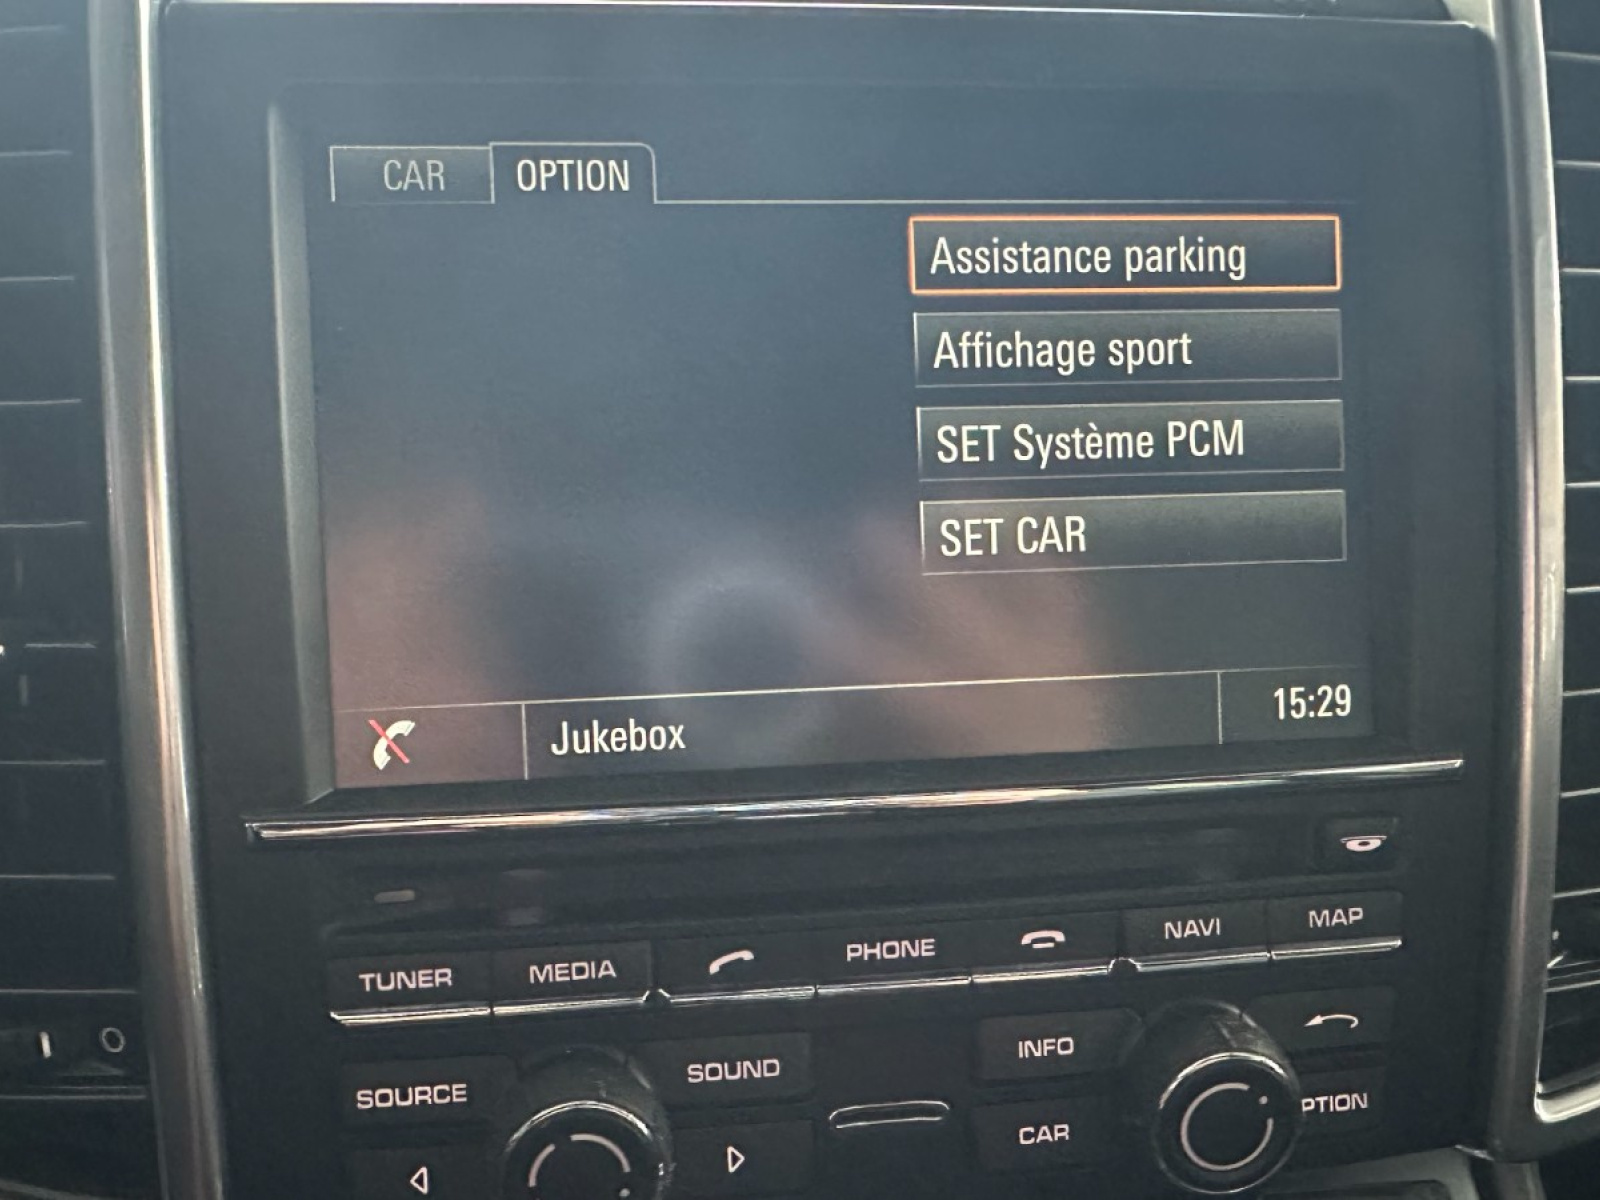 CAR OPTION
Assistance parking
Affichage sport
SET Système PCM
SET CAR
Jukebox 15:29
TUNER MEDIA PHONE NAVI MAP
SOURCE SOUND INFO
CAR PTION
I O